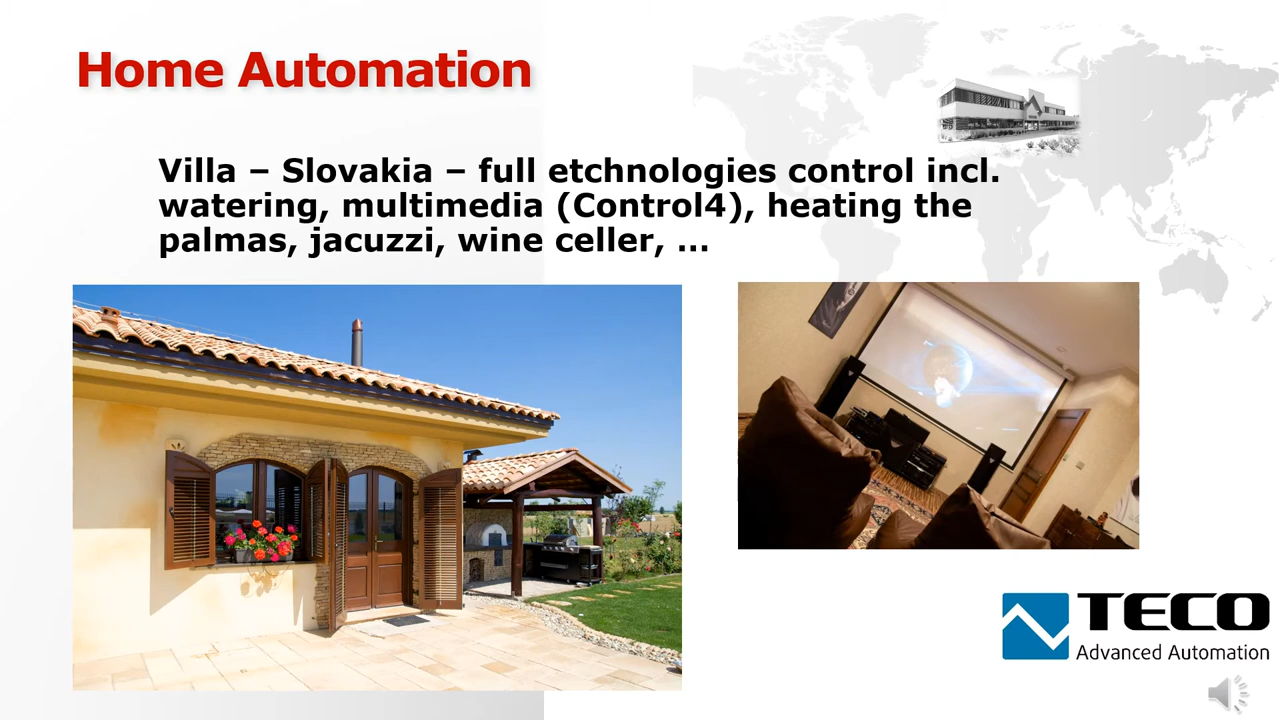 Home Automation
Villa – Slovakia – full etchnologies control incl.
watering, multimedia (Control4), heating the
palmas, jacuzzi, wine celler, ...
TECO
Advanced Automation